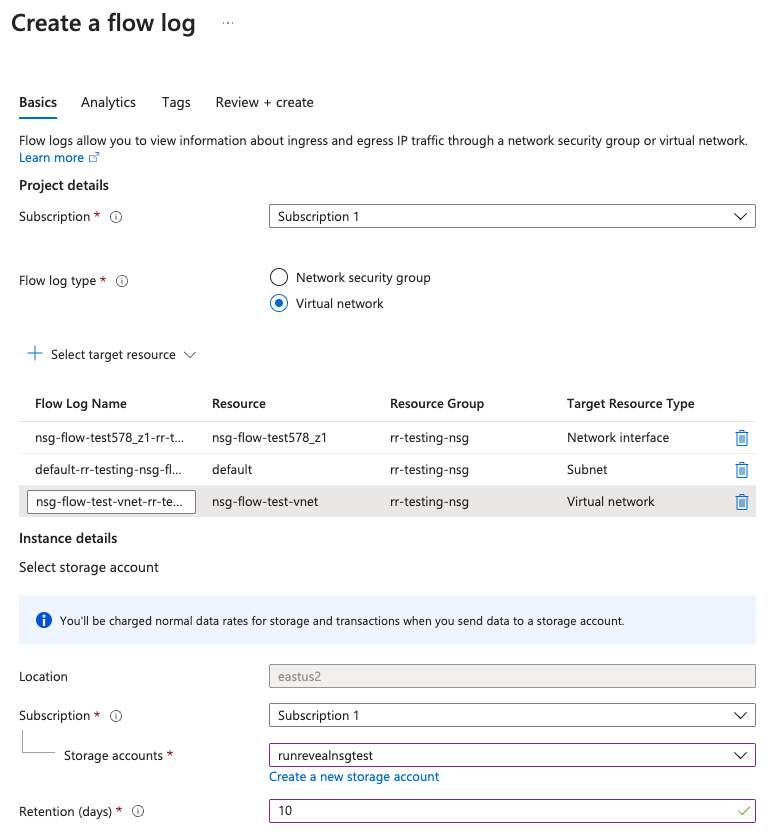 Create a flow log ...
Basics Analytics Tags Review + create
Flow logs allow you to view information about ingress and egress IP traffic through a network security group or virtual network.
Learn more
Project details
Subscription * Subscription 1
Flow log type * Network security group
Virtual network
Select target resource
Flow Log Name Resource Resource Group Target Resource Type
nsg-flow-test578_z1-rr-t... nsg-flow-test578_z1 rr-testing-nsg Network interface
default-rr-testing-nsg-fl... default rr-testing-nsg Subnet
nsg-flow-test-vnet-rr-te... nsg-flow-test-vnet rr-testing-nsg Virtual network
Instance details
Select storage account
You'll be charged normal data rates for storage and transactions when you send data to a storage account.
Location eastus2
Subscription * Subscription 1
Storage accounts * runrevealnsgtest
Create a new storage account
Retention (days) * 10